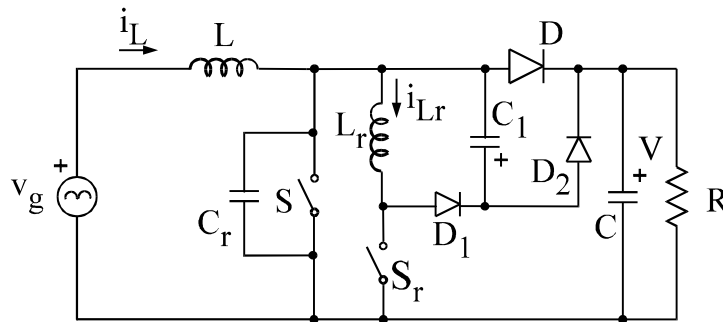 i_L
L
D
L_r
i_Lr
C_1
+
D_2
V
+
+
v_g
C_r
S
D_1
S_r
C
R